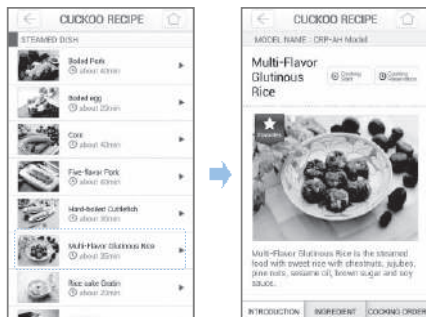 CUCKOO RECIPE
STEAMED DISH
Boiled Pork
about 40min
Boiled egg
about 20min
Corn
about 40min
Five-flavor Pork
about
Hard-boiled Cuttlefish
about 30min
Multi-Flavor Glutinous Rice
about 35min
Rice cake Gratin
about 20min
CUCKOO RECIPE
MODEL NAME : CRP-AH Model
Multi-Flavor
Glutinous
Rice
Cooking
Start
Cooking
Reservation
Favorites
Multi-Flavor Glutinous Rice is the steamed
food with sweet rice with chestnuts, jujubes,
pine nuts, sesame oil, brown sugar and soy
sauce.
INTRODUCTION INGREDIENT COOKING ORDER